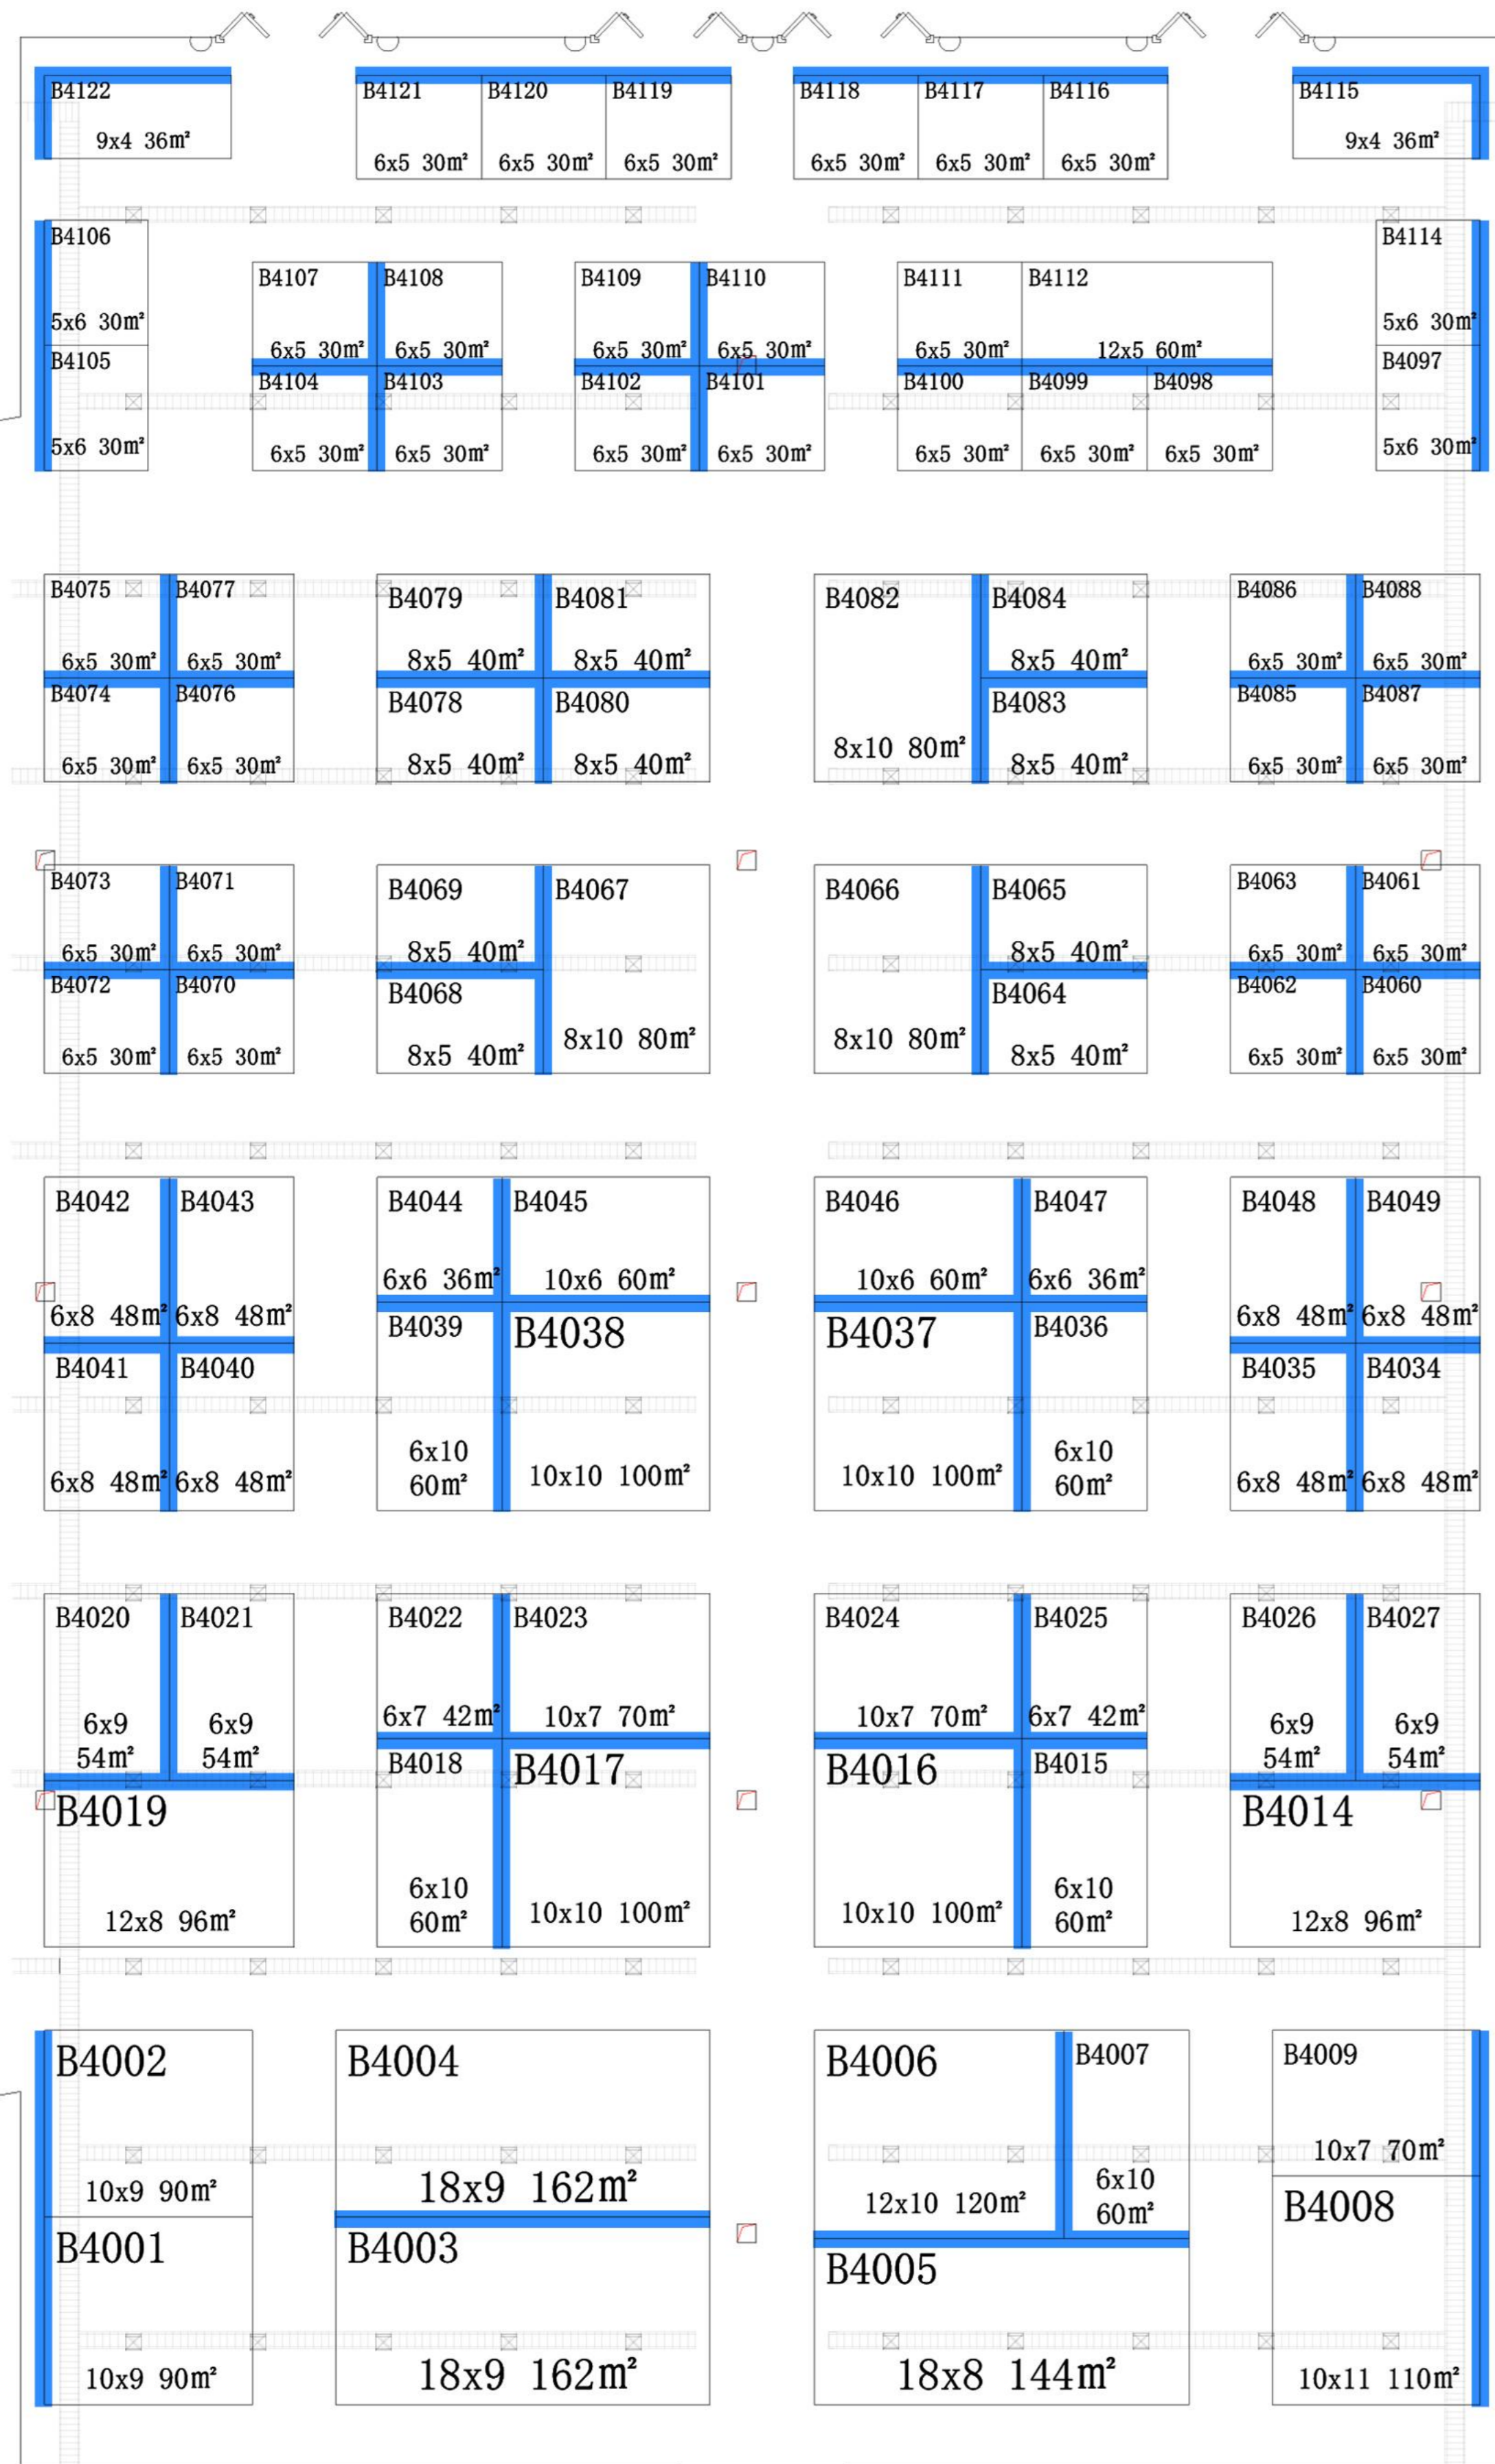 B4122
9x4 36m²
B4121
6x5 30m²
B4120
6x5 30m²
B4119
6x5 30m²
B4118
6x5 30m²
B4117
6x5 30m²
B4116
6x5 30m²
B4115
9x4 36m²
B4106
5x6 30m²
B4105
5x6 30m²
B4107
6x5 30m²
B4108
6x5 30m²
B4104
6x5 30m²
B4103
6x5 30m²
B4109
6x5 30m²
B4110
6x5 30m²
B4102
6x5 30m²
B4101
6x5 30m²
B4111
6x5 30m²
B4112
12x5 60m²
B4100
6x5 30m²
B4099
6x5 30m²
B4098
6x5 30m²
B4114
5x6 30m²
B4097
5x6 30m²
B4075
6x5 30m²
B4077
6x5 30m²
B4074
6x5 30m²
B4076
6x5 30m²
B4079
8x5 40m²
B4081
8x5 40m²
B4078
8x5 40m²
B4080
8x5 40m²
B4082
8x10 80m²
B4084
8x5 40m²
B4083
8x5 40m²
B4086
6x5 30m²
B4088
6x5 30m²
B4085
6x5 30m²
B4087
6x5 30m²
B4073
6x5 30m²
B4071
6x5 30m²
B4072
6x5 30m²
B4070
6x5 30m²
B4069
8x5 40m²
B4067
8x10 80m²
B4068
8x5 40m²
B4066
8x10 80m²
B4065
8x5 40m²
B4064
8x5 40m²
B4063
6x5 30m²
B4061
6x5 30m²
B4062
6x5 30m²
B4060
6x5 30m²
B4042
6x8 48m²
B4043
6x8 48m²
B4041
6x8 48m²
B4040
6x8 48m²
B4044
6x6 36m²
B4045
10x6 60m²
B4039
6x10
60m²
B4038
10x10 100m²
B4046
10x6 60m²
B4047
6x6 36m²
B4037
10x10 100m²
B4036
6x10
60m²
B4048
6x8 48m²
B4049
6x8 48m²
B4035
6x8 48m²
B4034
6x8 48m²
B4020
6x9
54m²
B4021
6x9
54m²
B4019
12x8 96m²
B4022
6x7 42m²
B4023
10x7 70m²
B4018
6x10
60m²
B4017
10x10 100m²
B4024
10x7 70m²
B4025
6x7 42m²
B4016
10x10 100m²
B4015
6x10
60m²
B4026
6x9
54m²
B4027
6x9
54m²
B4014
12x8 96m²
B4002
10x9 90m²
B4001
10x9 90m²
B4004
18x9 162m²
B4003
18x9 162m²
B4006
12x10 120m²
B4007
6x10
60m²
B4005
18x8 144m²
B4009
10x7 70m²
B4008
10x11 110m²